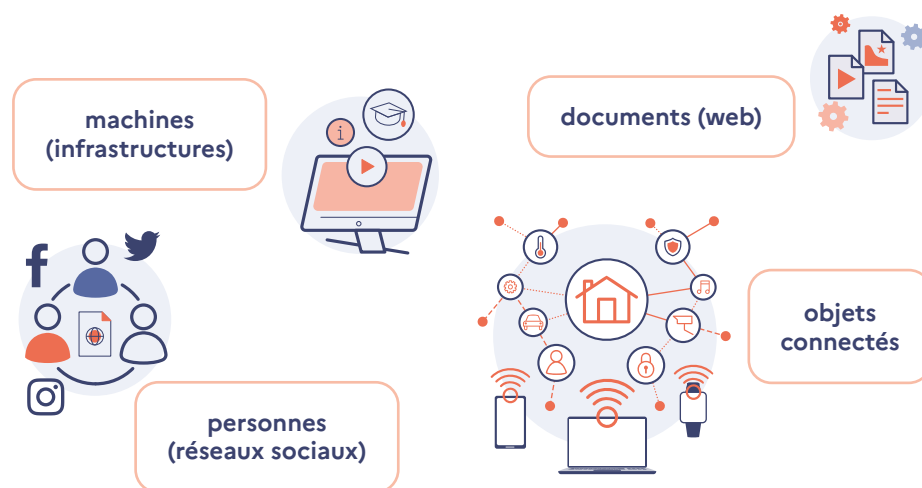 machines
(infrastructures)
documents (web)
objets
connectés
personnes
(réseaux sociaux)